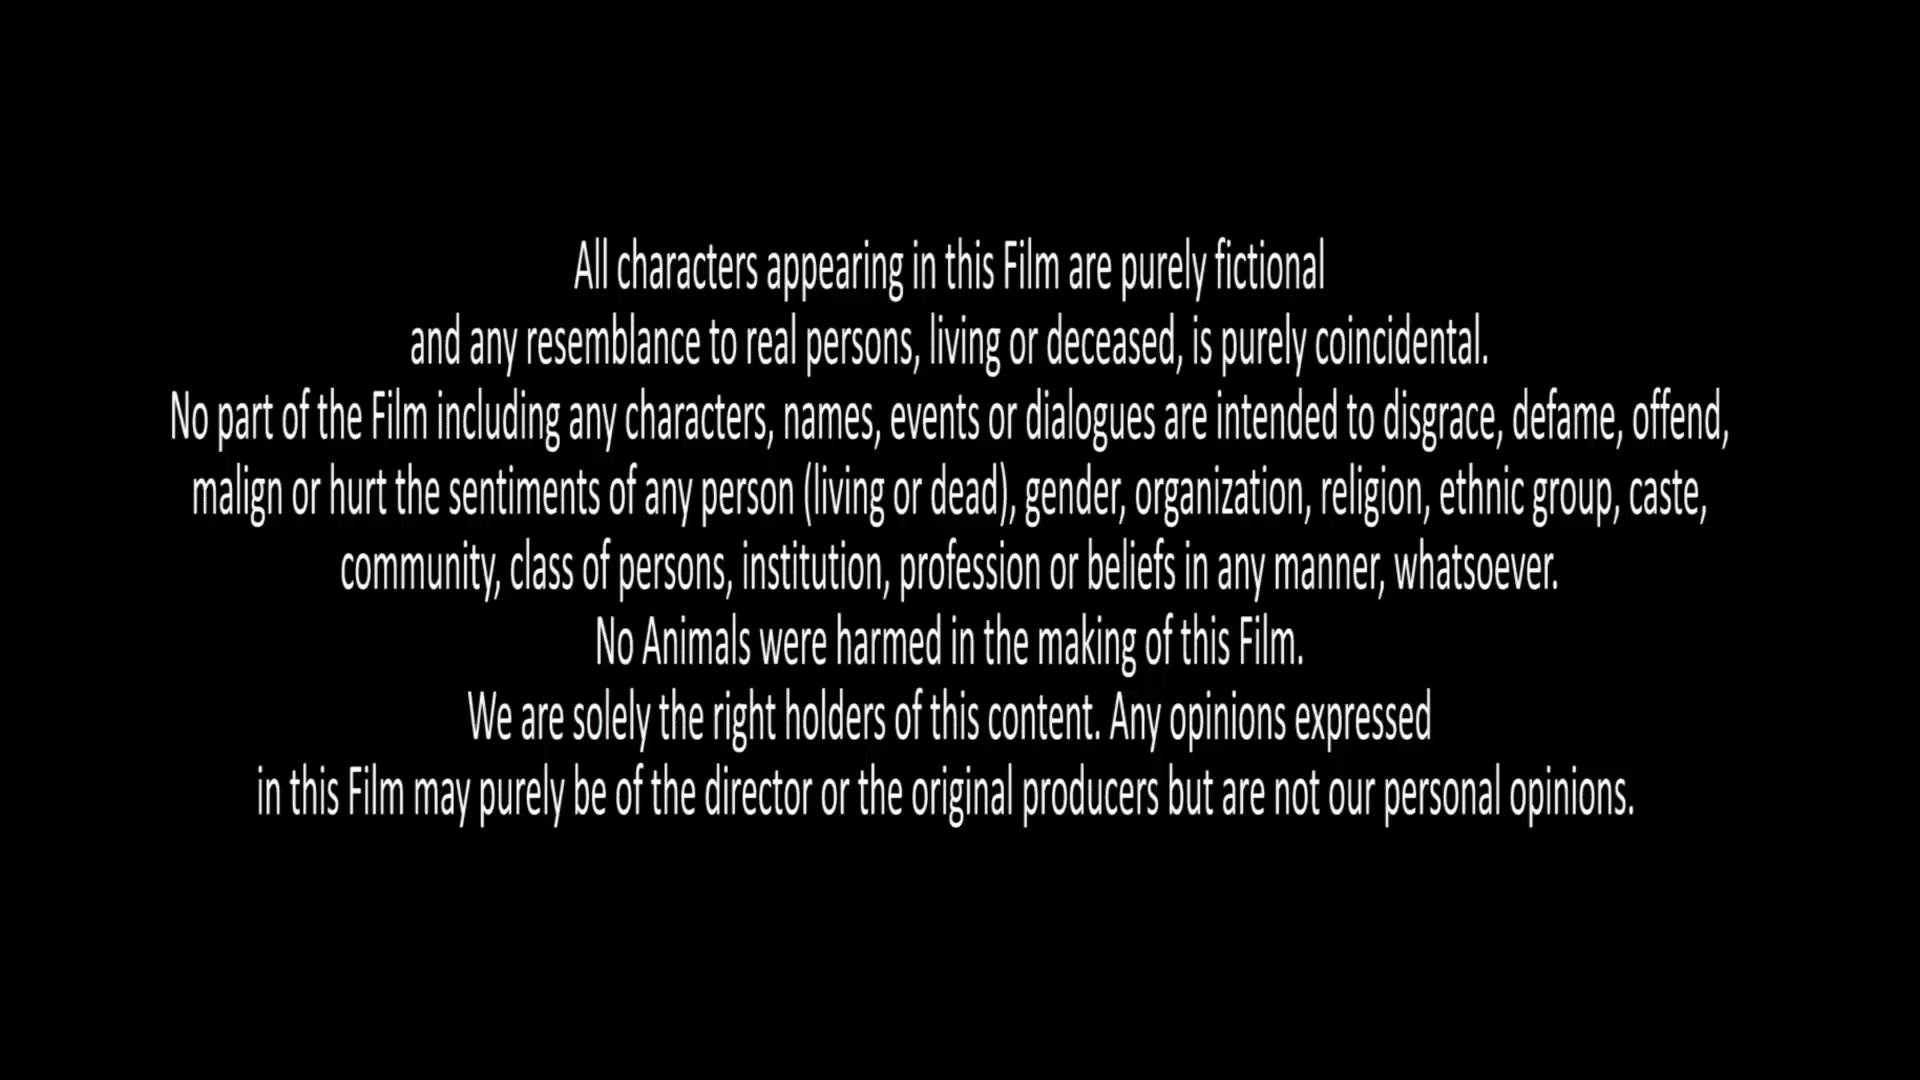 All characters appearing in this Film are purely fictional
and any resemblance to real persons, living or deceased, is purely coincidental.
No part of the Film including any characters, names, events or dialogues are intended to disgrace, defame, offend,
malign or hurt the sentiments of any person (living or dead), gender, organization, religion, ethnic group, caste,
community, class of persons, institution, profession or beliefs in any manner, whatsoever.
No Animals were harmed in the making of this Film.
We are solely the right holders of this content. Any opinions expressed
in this Film may purely be of the director or the original producers but are not our personal opinions.